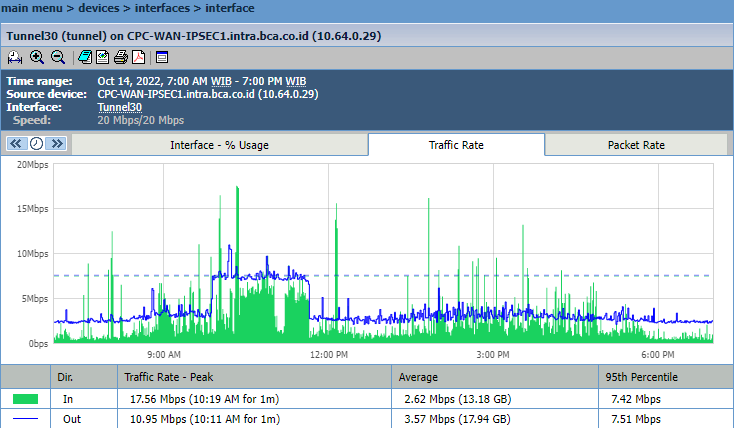 main menu > devices > interfaces > interface
Tunnel30 (tunnel) on CPC-WAN-IPSEC1.intra.bca.co.id (10.64.0.29)
Time range: Oct 14, 2022, 7:00 AM WIB - 7:00 PM WIB
Source device: CPC-WAN-IPSEC1.intra.bca.co.id (10.64.0.29)
Interface: Tunnel30
Speed: 20 Mbps/20 Mbps
Interface - % Usage Traffic Rate Packet Rate
20Mbps
15Mbps
10Mbps
5Mbps
0bps
9:00 AM 12:00 PM 3:00 PM 6:00 PM
Dir. Traffic Rate - Peak Average 95th Percentile
In 17.56 Mbps (10:19 AM for 1m) 2.62 Mbps (13.18 GB) 7.42 Mbps
Out 10.95 Mbps (10:11 AM for 1m) 3.57 Mbps (17.94 GB) 7.51 Mbps